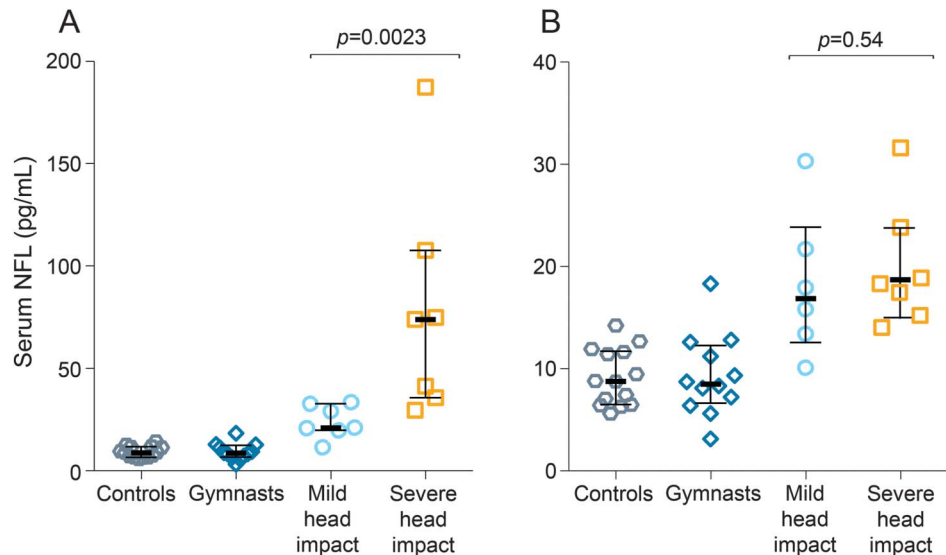 A
p=0.0023
200
150
100
50
0
Serum NFL (pg/mL)
Controls
Gymnasts
Mild
head
impact
Severe
head
impact
B
p=0.54
40
30
20
10
0
Controls
Gymnasts
Mild
head
impact
Severe
head
impact